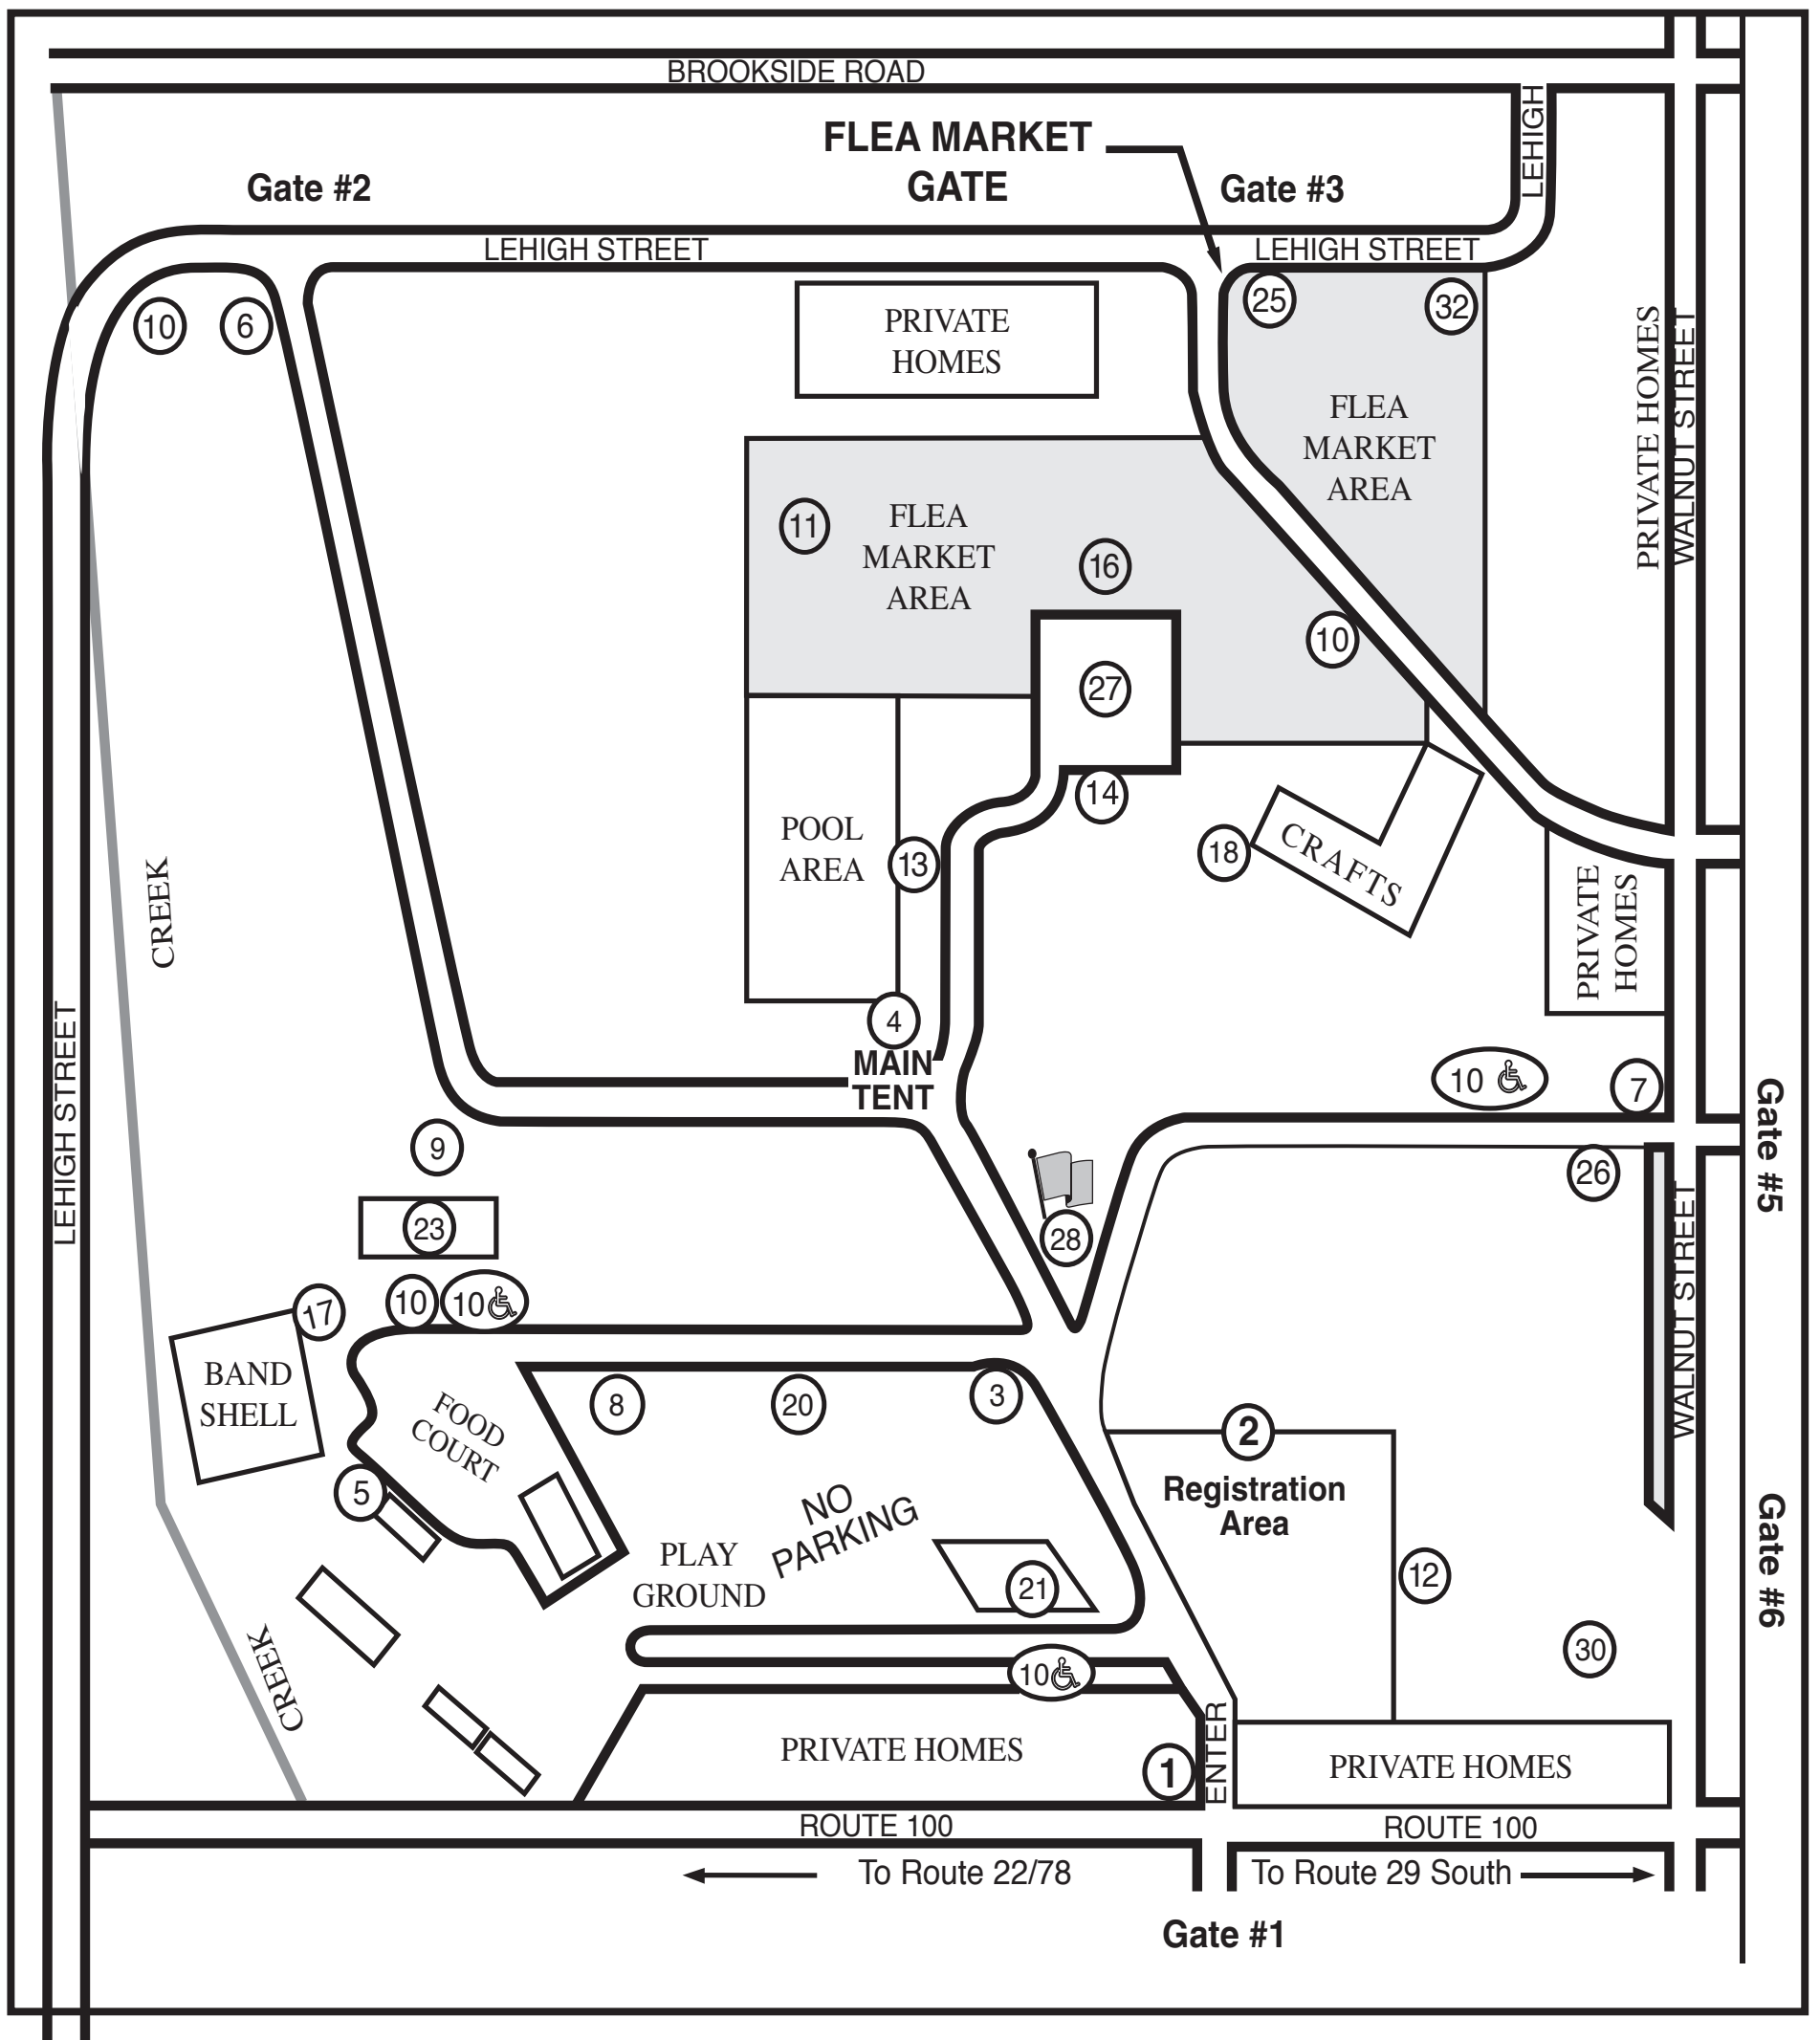 BROOKSIDE ROAD
LEHIGH
FLEA MARKET
GATE
Gate #2
Gate #3
LEHIGH STREET
LEHIGH STREET
10
6
25
32
PRIVATE
HOMES
PRIVATE HOMES
WALNUT STREET
FLEA
MARKET
AREA
11
FLEA
MARKET
AREA
16
10
27
14
POOL
AREA
13
18
CRAFTS
PRIVATE
HOMES
CREEK
4
MAIN
TENT
LEHIGH STREET
10
7
Gate #5
9
26
23
28
WALNUT STREET
17
10
10
BAND
SHELL
FOOD
COURT
8
20
3
2
Registration
Area
5
NO
PARKING
PLAY
GROUND
21
12
Gate #6
30
CREEK
10
PRIVATE HOMES
1
ENTER
PRIVATE HOMES
ROUTE 100
ROUTE 100
To Route 22/78
To Route 29 South
Gate #1